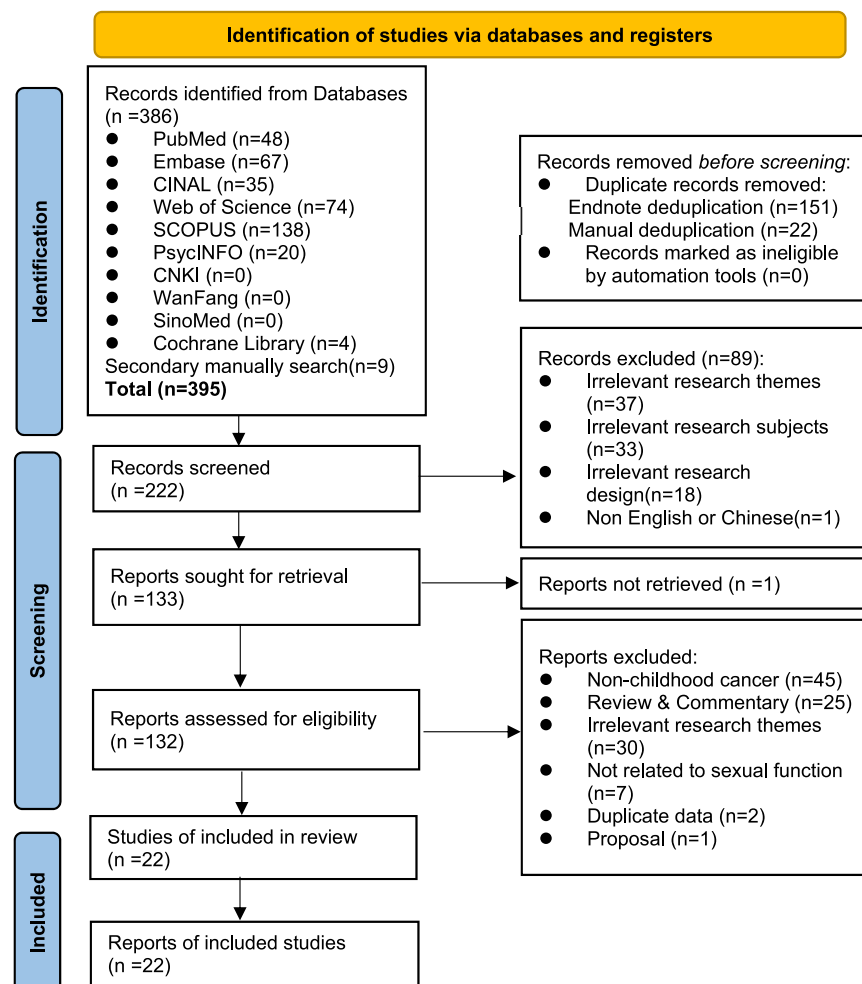 Identification of studies via databases and registers
Identification
Records identified from Databases
(n =386)
● PubMed (n=48)
● Embase (n=67)
● CINAL (n=35)
● Web of Science (n=74)
● SCOPUS (n=138)
● PsycINFO (n=20)
● CNKI (n=0)
● WanFang (n=0)
● SinoMed (n=0)
● Cochrane Library (n=4)
Secondary manually search(n=9)
Total (n=395)
Records removed before screening:
● Duplicate records removed:
Endnote deduplication (n=151)
Manual deduplication (n=22)
● Records marked as ineligible
by automation tools (n=0)
Screening
Records screened
(n =222)
Records excluded (n=89):
● Irrelevant research themes
(n=37)
● Irrelevant research subjects
(n=33)
● Irrelevant research
design(n=18)
● Non English or Chinese(n=1)
Reports sought for retrieval
(n =133)
Reports not retrieved (n =1)
Reports assessed for eligibility
(n =132)
Reports excluded:
● Non-childhood cancer (n=45)
● Review & Commentary (n=25)
● Irrelevant research themes
(n=30)
● Not related to sexual function
(n=7)
● Duplicate data (n=2)
● Proposal (n=1)
Included
Studies of included in review
(n =22)
Reports of included studies
(n =22)